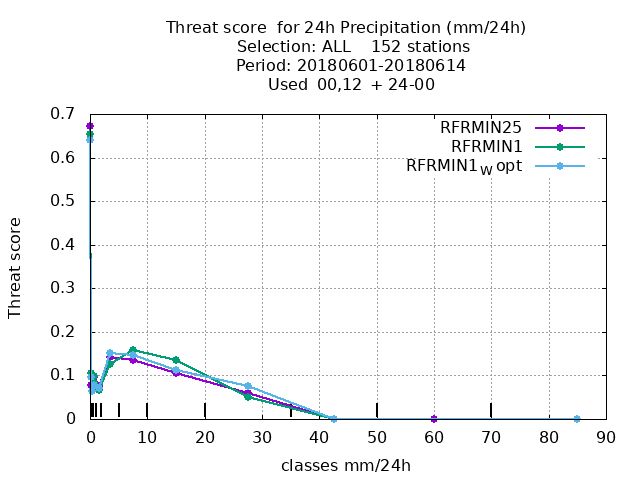 Threat score  for 24h Precipitation (mm/24h)
Selection: ALL    152 stations
Period: 20180601-20180614
Used  00,12  + 24-00
RFRMIN25
RFRMIN1
RFRMIN1W opt
Threat score
0.7
0.6
0.5
0.4
0.3
0.2
0.1
0
0 10 20 30 40 50 60 70 80 90
classes mm/24h